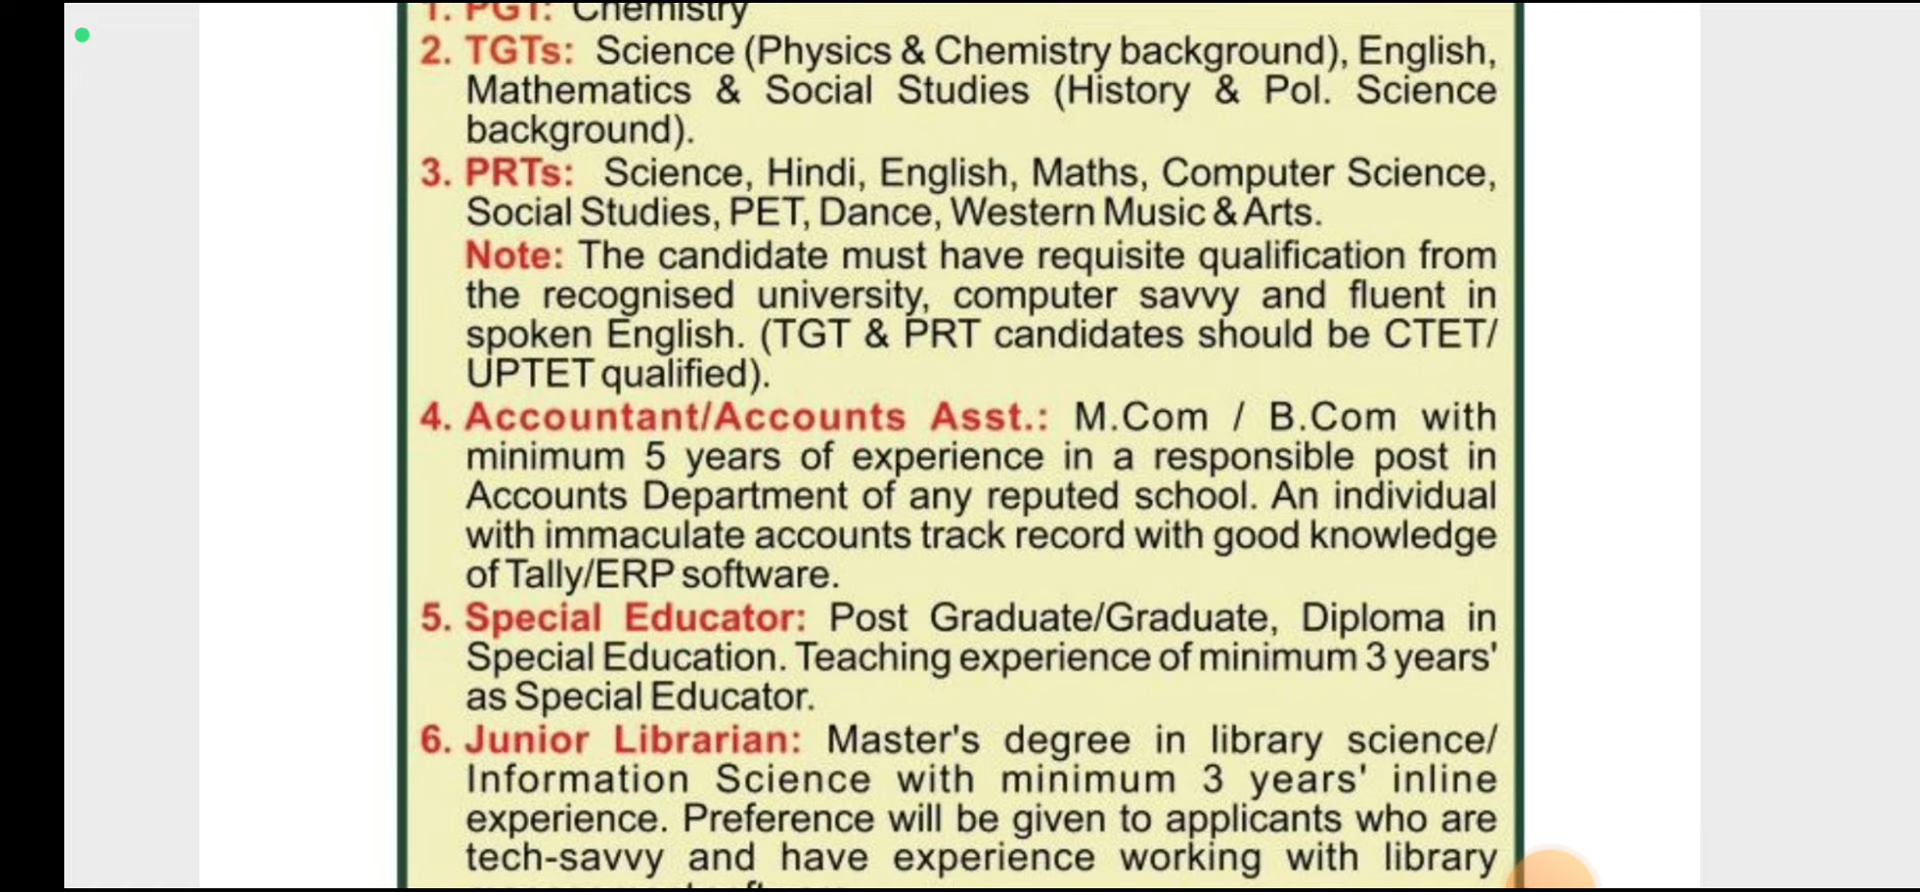 1. PGT: Chemistry
2. TGTs: Science (Physics & Chemistry background), English,
Mathematics & Social Studies (History & Pol. Science
background).
3. PRTs: Science, Hindi, English, Maths, Computer Science,
Social Studies, PET, Dance, Western Music & Arts.
Note: The candidate must have requisite qualification from
the recognised university, computer savvy and fluent in
spoken English. (TGT & PRT candidates should be CTET/
UPTET qualified).
4. Accountant/Accounts Asst.: M.Com / B.Com with
minimum 5 years of experience in a responsible post in
Accounts Department of any reputed school. An individual
with immaculate accounts track record with good knowledge
of Tally/ERP software.
5. Special Educator: Post Graduate/Graduate, Diploma in
Special Education. Teaching experience of minimum 3 years'
as Special Educator.
6. Junior Librarian: Master's degree in library science/
Information Science with minimum 3 years' inline
experience. Preference will be given to applicants who are
tech-savvy and have experience working with library